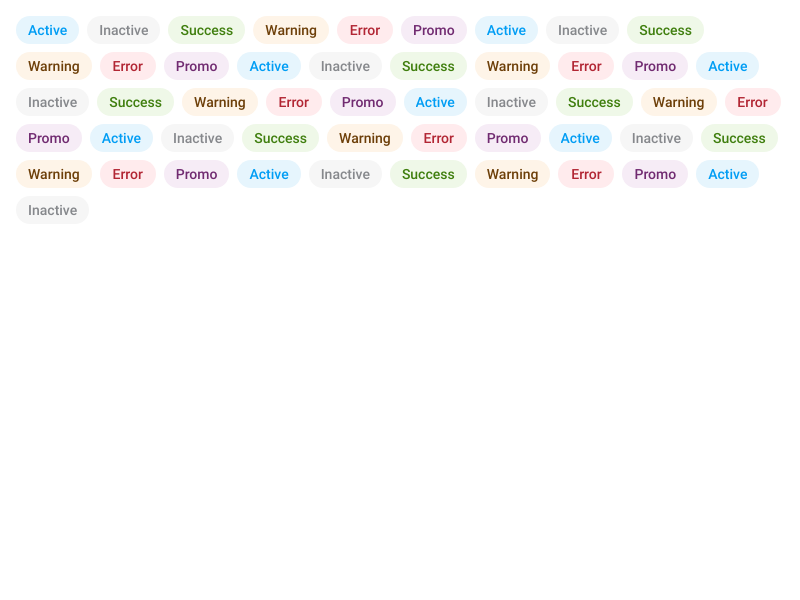 Active Inactive Success Warning Error Promo Active Inactive Success
Warning Error Promo Active Inactive Success Warning Error Promo Active
Inactive Success Warning Error Promo Active Inactive Success Warning Error
Promo Active Inactive Success Warning Error Promo Active Inactive Success
Warning Error Promo Active Inactive Success Warning Error Promo Active
Inactive